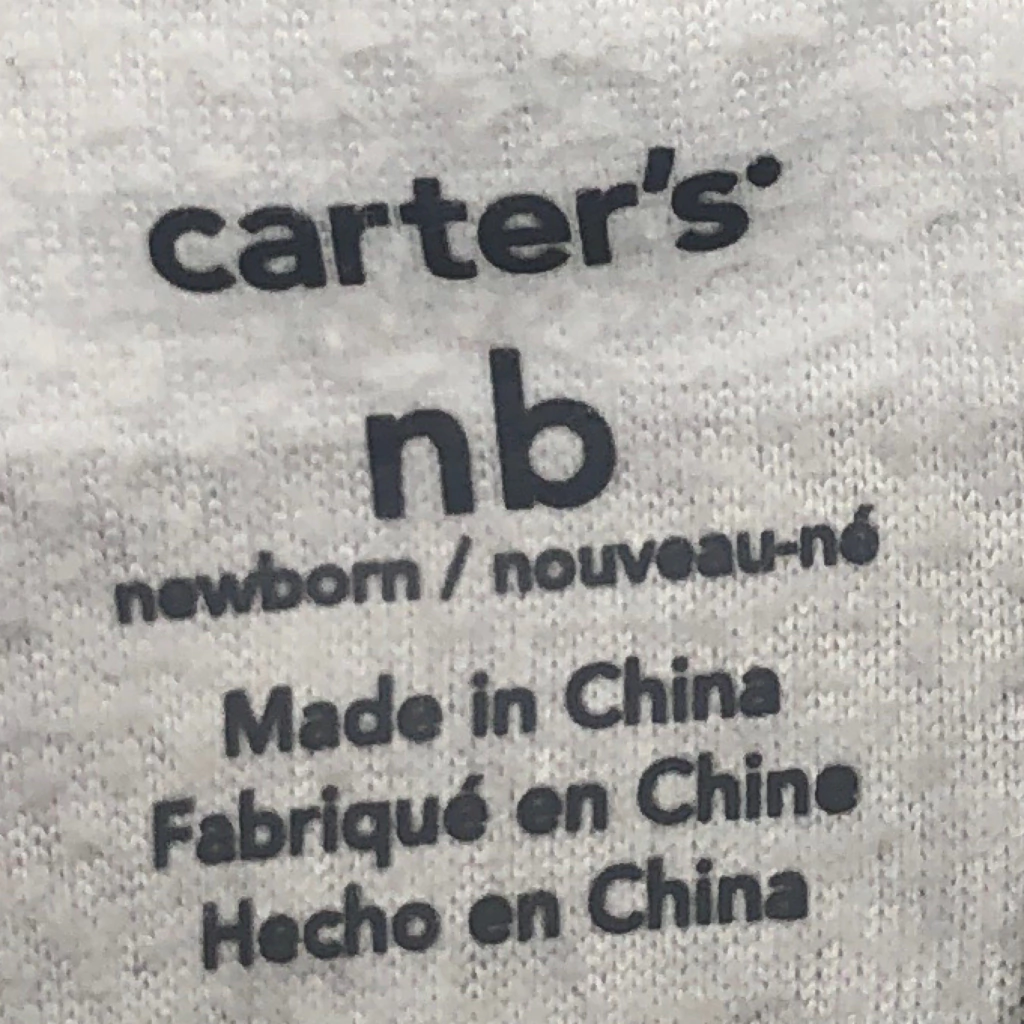 carter's
nb
newborn / nouveau-né
Made in China
Fabriqué en Chine
Hecho en China